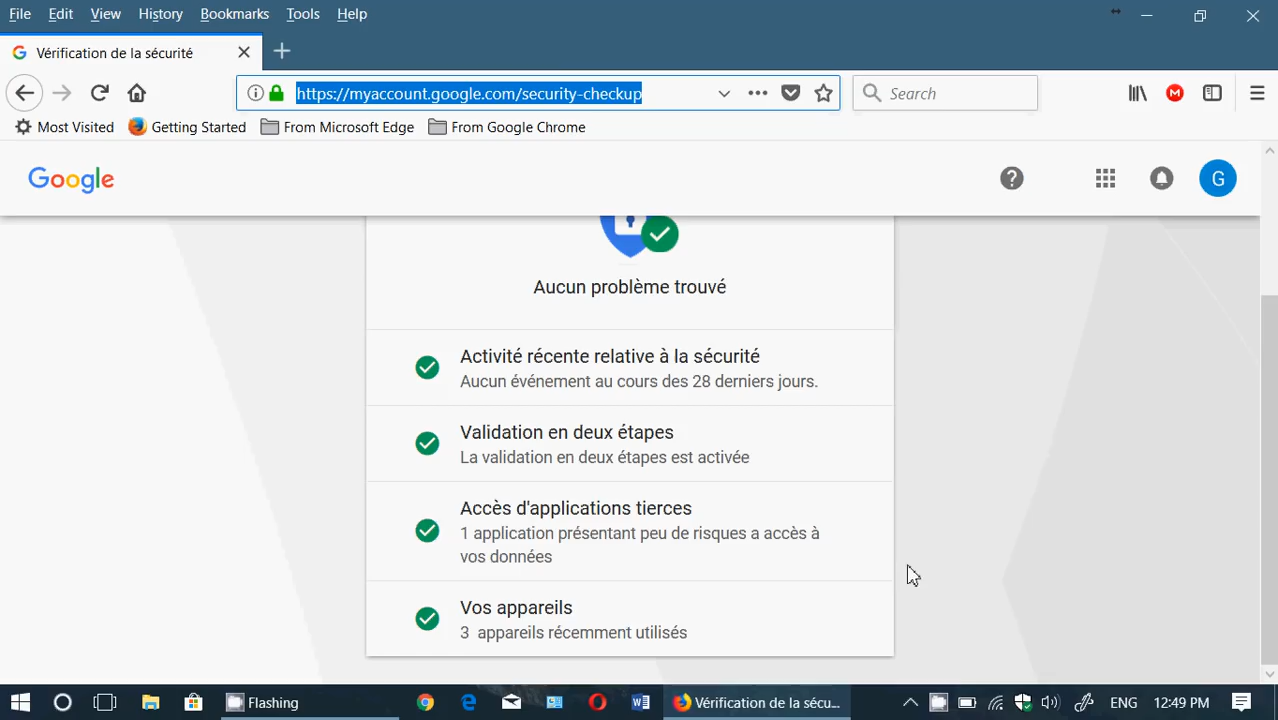 File Edit View History Bookmarks Tools Help
Vérification de la sécurité
https://myaccount.google.com/security-checkup
Search
Most Visited Getting Started From Microsoft Edge From Google Chrome
Google
G
Aucun problème trouvé
Activité récente relative à la sécurité
Aucun événement au cours des 28 derniers jours.
Validation en deux étapes
La validation en deux étapes est activée
Accès d'applications tierces
1 application présentant peu de risques a accès à
vos données
Vos appareils
3 appareils récemment utilisés
Flashing Vérification de la sécu... ENG 12:49 PM